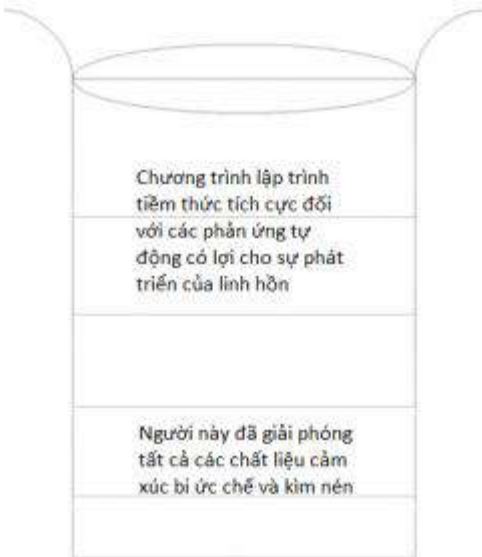 Chương trình lập trình
tiềm thức tích cực đối
với các phản ứng tự
động có lợi cho sự phát
triển của linh hồn
Người này đã giải phóng
tất cả các chất liệu cảm
xúc bi ức chế và kìm nén